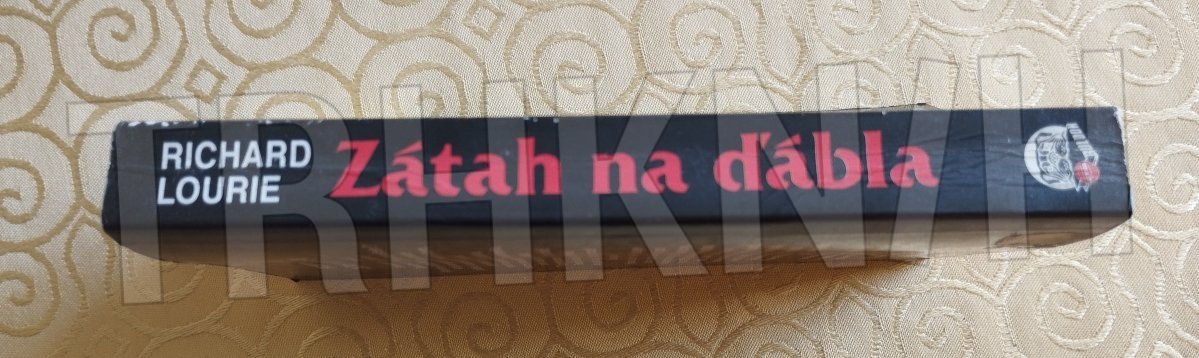 RICHARD
LOURIE
Zátah na ďábla
TRHKNIH